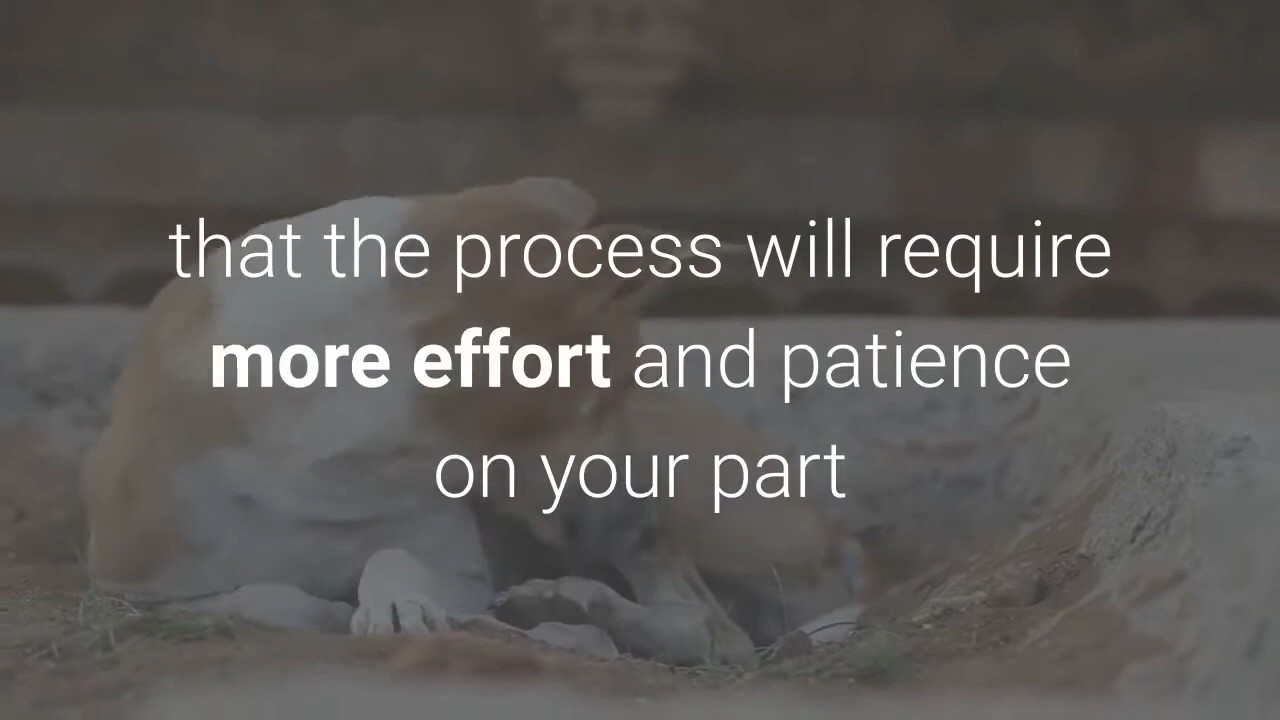 that the process will require
more effort and patience
on your part